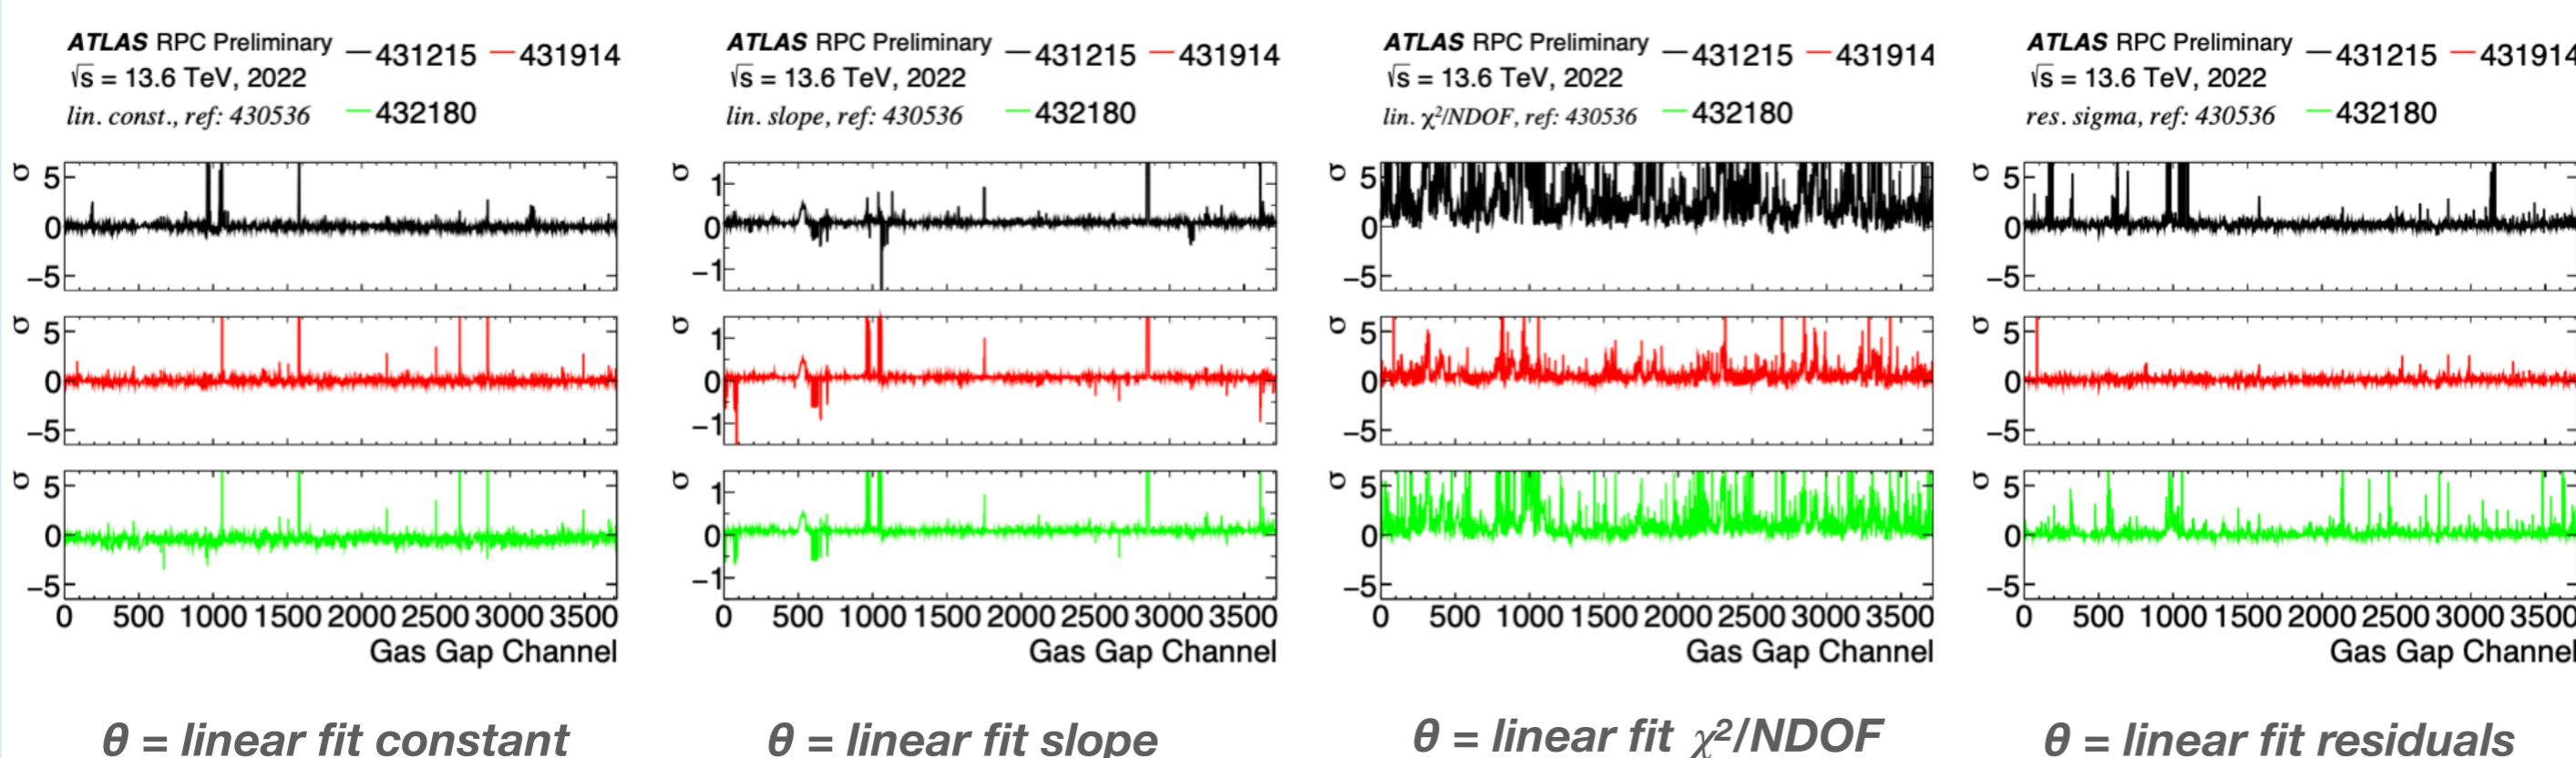 ATLAS RPC Preliminary — 431215 — 431914
√s = 13.6 TeV, 2022
lin. const., ref: 430536 — 432180
σ
5
0
−5
σ
5
0
−5
σ
5
0
−5
0 500 1000 1500 2000 2500 3000 3500
Gas Gap Channel
θ = linear fit constant
ATLAS RPC Preliminary — 431215 — 431914
√s = 13.6 TeV, 2022
lin. slope, ref: 430536 — 432180
σ
1
0
−1
σ
1
0
−1
σ
1
0
−1
0 500 1000 1500 2000 2500 3000 3500
Gas Gap Channel
θ = linear fit slope
ATLAS RPC Preliminary — 431215 — 431914
√s = 13.6 TeV, 2022
lin. χ²/NDOF, ref: 430536 — 432180
σ
5
0
−5
σ
5
0
−5
σ
5
0
−5
0 500 1000 1500 2000 2500 3000 3500
Gas Gap Channel
θ = linear fit χ²/NDOF
ATLAS RPC Preliminary — 431215 — 431914
√s = 13.6 TeV, 2022
res. sigma, ref: 430536 — 432180
σ
5
0
−5
σ
5
0
−5
σ
5
0
−5
0 500 1000 1500 2000 2500 3000 3500
Gas Gap Channel
θ = linear fit residuals